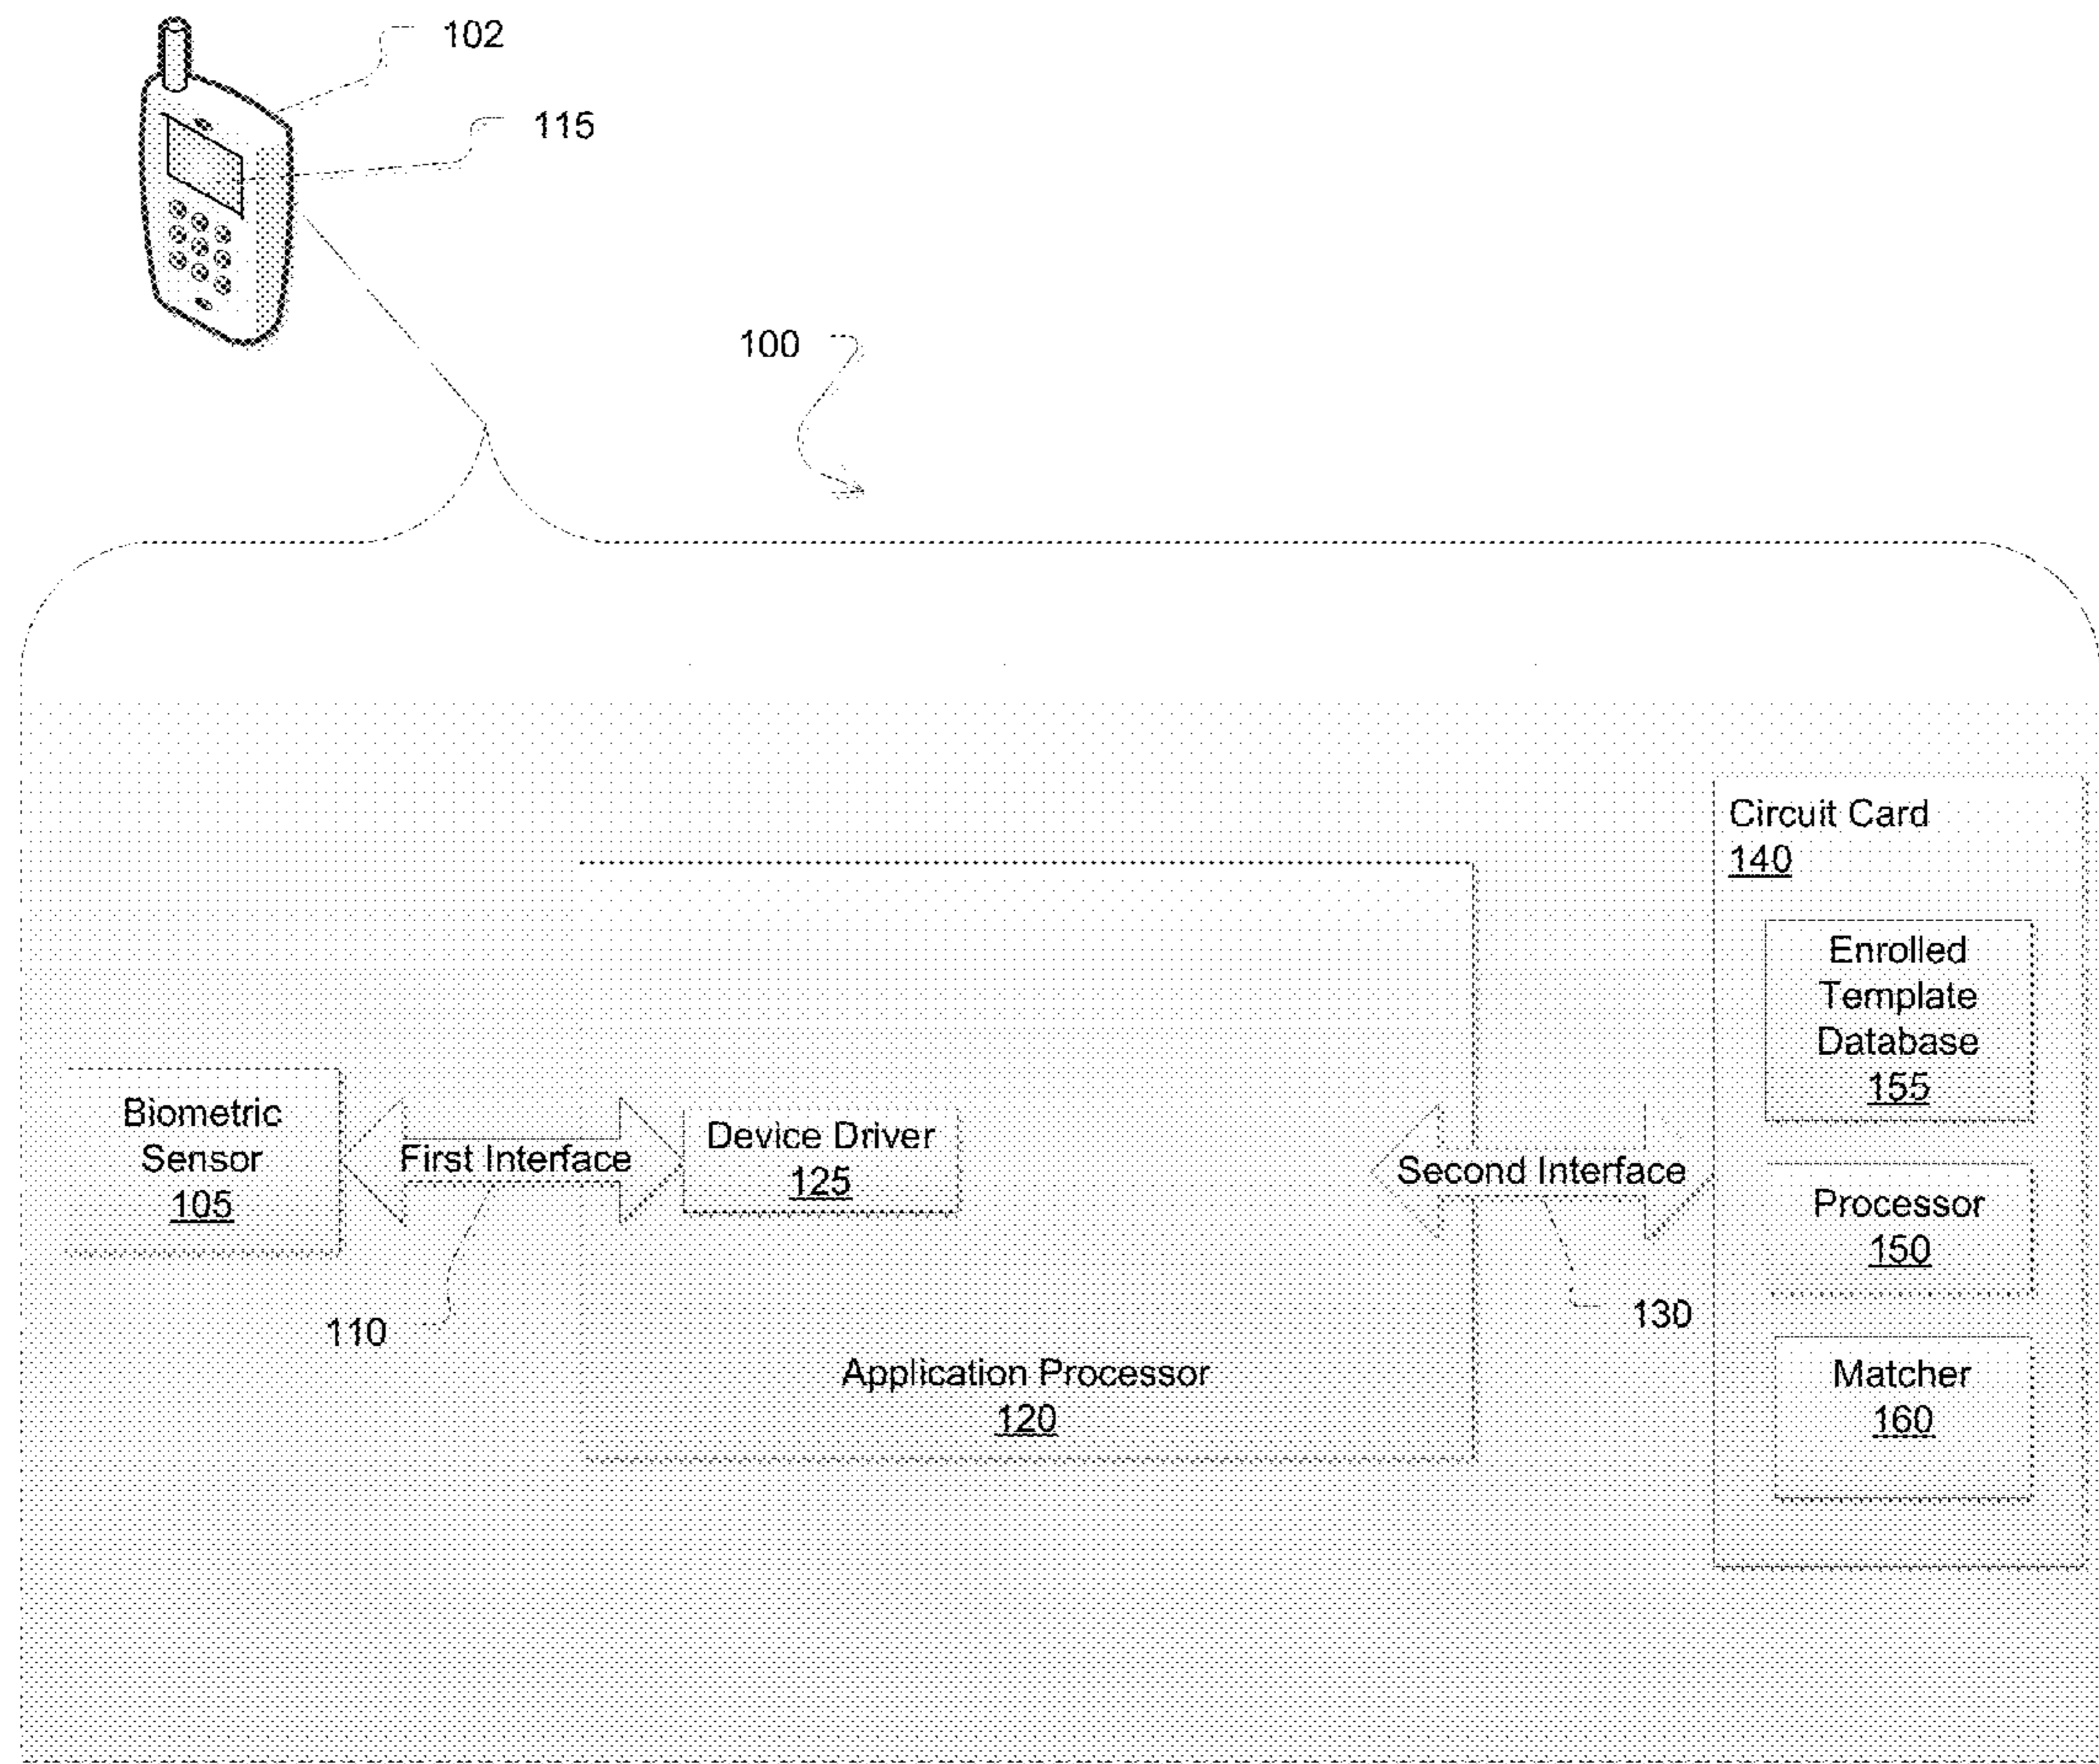 102
115
100
Circuit Card
140
Enrolled
Template
Database
155
Biometric
Sensor
105
First Interface
110
Device Driver
125
Application Processor
120
Second Interface
130
Processor
150
Matcher
160